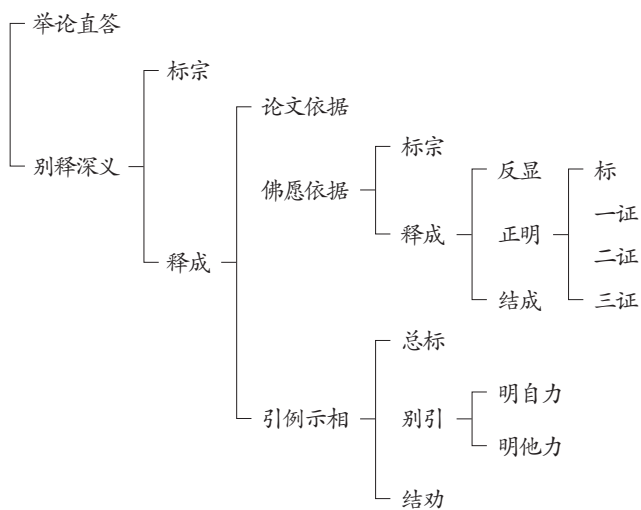 举论直答
标宗
论文依据
标宗
别释深义
反显
标
佛愿依据
一证
释成
正明
二证
释成
结成
三证
总标
明自力
引例示相
别引
明他力
结劝